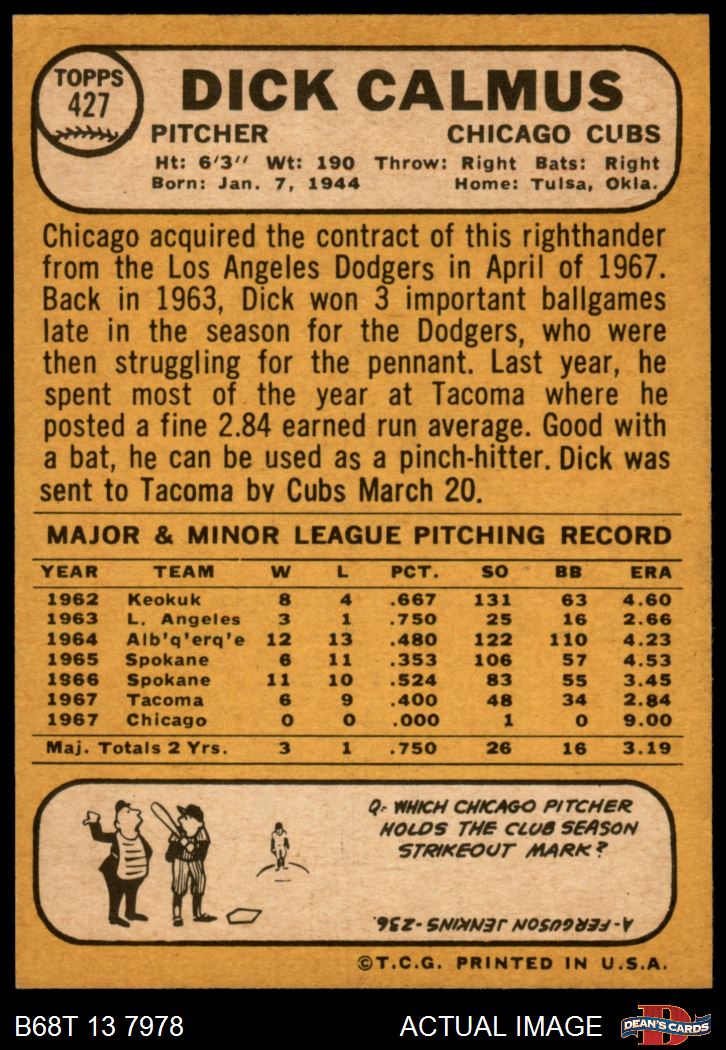 TOPPS
427
DICK CALMUS
PITCHER CHICAGO CUBS
Ht: 6'3'' Wt: 190 Throw: Right Bats: Right
Born: Jan. 7, 1944 Home: Tulsa, Okla.
Chicago acquired the contract of this righthander
from the Los Angeles Dodgers in April of 1967.
Back in 1963, Dick won 3 important ballgames
late in the season for the Dodgers, who were
then struggling for the pennant. Last year, he
spent most of the year at Tacoma where he
posted a fine 2.84 earned run average. Good with
a bat, he can be used as a pinch-hitter. Dick was
sent to Tacoma by Cubs March 20.
MAJOR & MINOR LEAGUE PITCHING RECORD
YEAR TEAM W L PCT. SO BB ERA
1962 Keokuk 8 4 .667 131 63 4.60
1963 L. Angeles 3 1 .750 25 16 2.66
1964 Alb'q'erq'e 12 13 .480 122 110 4.23
1965 Spokane 6 11 .353 106 57 4.53
1966 Spokane 11 10 .524 83 55 3.45
1967 Tacoma 6 9 .400 48 34 2.84
1967 Chicago 0 0 .000 1 0 9.00
Maj. Totals 2 Yrs. 3 1 .750 26 16 3.19
Q- WHICH CHICAGO PITCHER
HOLDS THE CLUB SEASON
STRIKEOUT MARK?
A-FERGUSON JENKINS-236.
©T.C.G. PRINTED IN U.S.A.
B68T 13 7978 ACTUAL IMAGE
D
DEAN'S CARDS